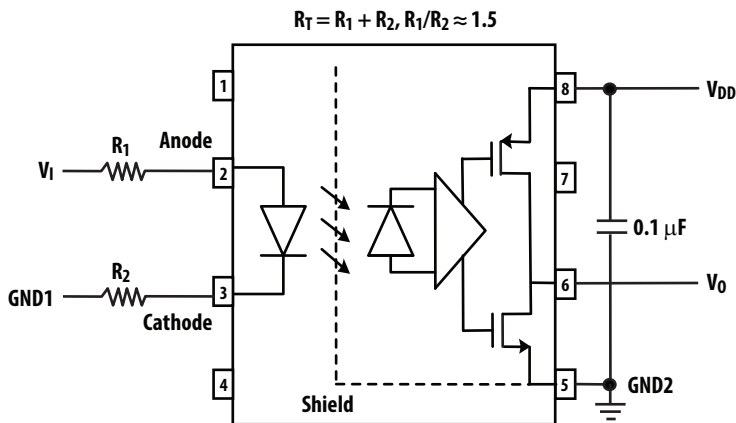 R_T = R_1 + R_2, R_1/R_2 ≈ 1.5
1
8
V_DD
R_1
Anode
V_I
2
7
0.1 μF
R_2
GND1
3
6
V_O
Cathode
4
5
GND2
Shield